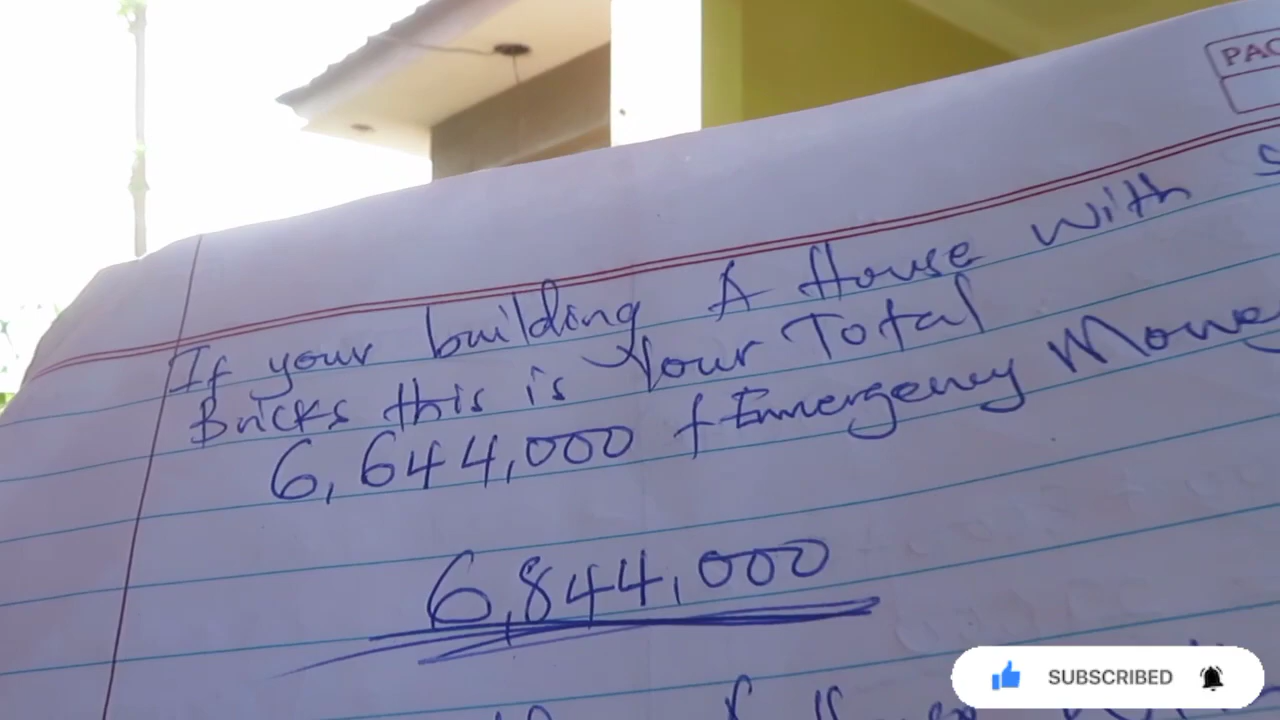 PAG
If your building A House with S
Bricks this is Your Total
6,644,000 + Emergency Money
6,844,000
SUBSCRIBED